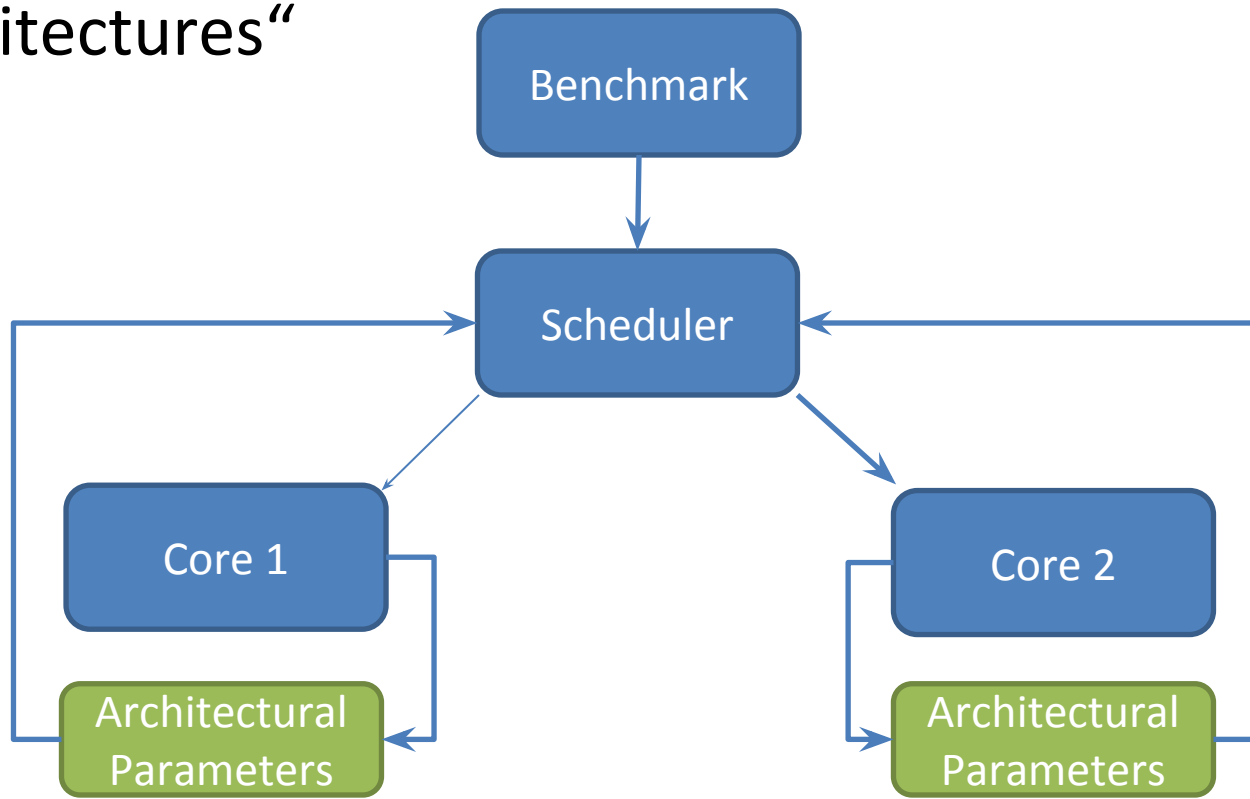 itectures“
Benchmark
Scheduler
Core 1
Core 2
Architectural
Parameters
Architectural
Parameters